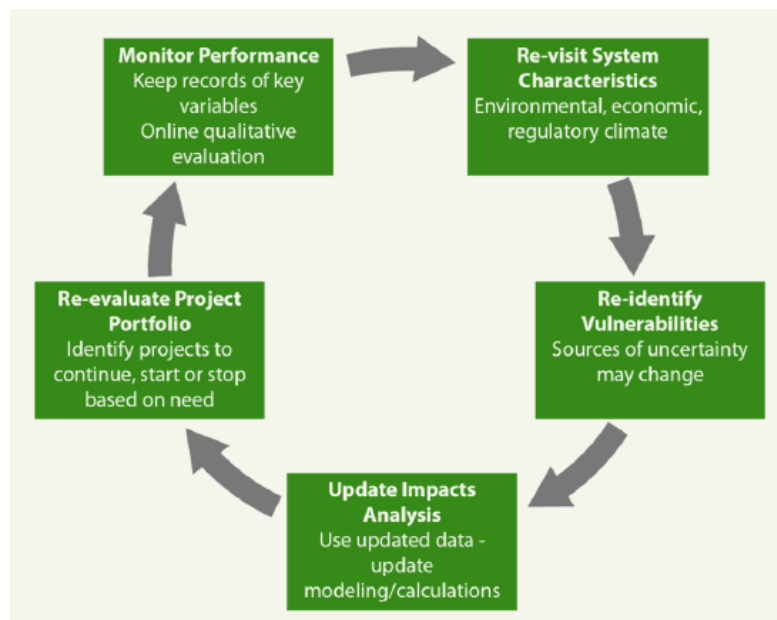 Monitor Performance
Keep records of key
variables
Online qualitative
evaluation
Re-visit System
Characteristics
Environmental, economic,
regulatory climate
Re-identify
Vulnerabilities
Sources of uncertainty
may change
Update Impacts
Analysis
Use updated data -
update
modeling/calculations
Re-evaluate Project
Portfolio
Identify projects to
continue, start or stop
based on need